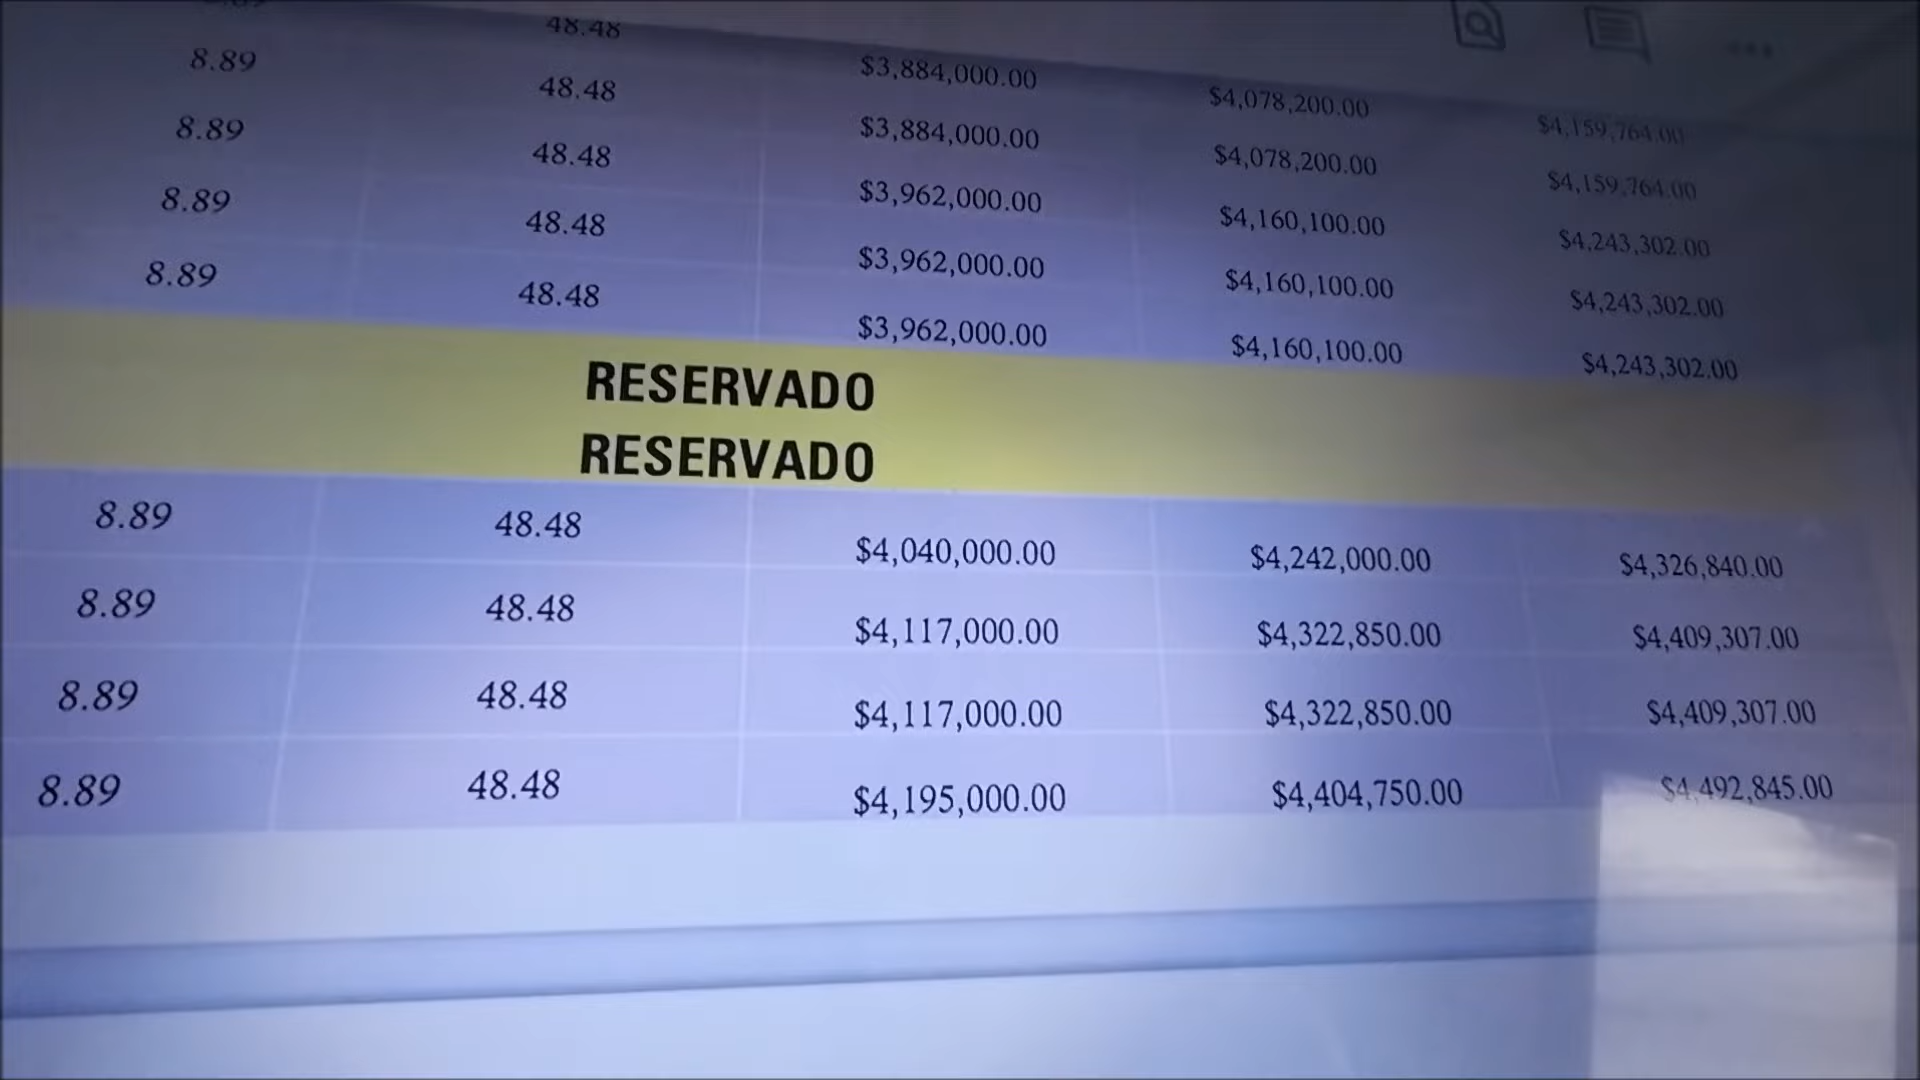 48.48 $3,884,000.00 $4,078,200.00 $4,159,764.00
8.89 48.48 $3,884,000.00 $4,078,200.00 $4,159,764.00
8.89 48.48 $3,962,000.00 $4,160,100.00 $4,243,302.00
8.89 48.48 $3,962,000.00 $4,160,100.00 $4,243,302.00
8.89 48.48 $3,962,000.00 $4,160,100.00 $4,243,302.00
RESERVADO
RESERVADO
8.89 48.48 $4,040,000.00 $4,242,000.00 $4,326,840.00
8.89 48.48 $4,117,000.00 $4,322,850.00 $4,409,307.00
8.89 48.48 $4,117,000.00 $4,322,850.00 $4,409,307.00
8.89 48.48 $4,195,000.00 $4,404,750.00 $4,492,845.00